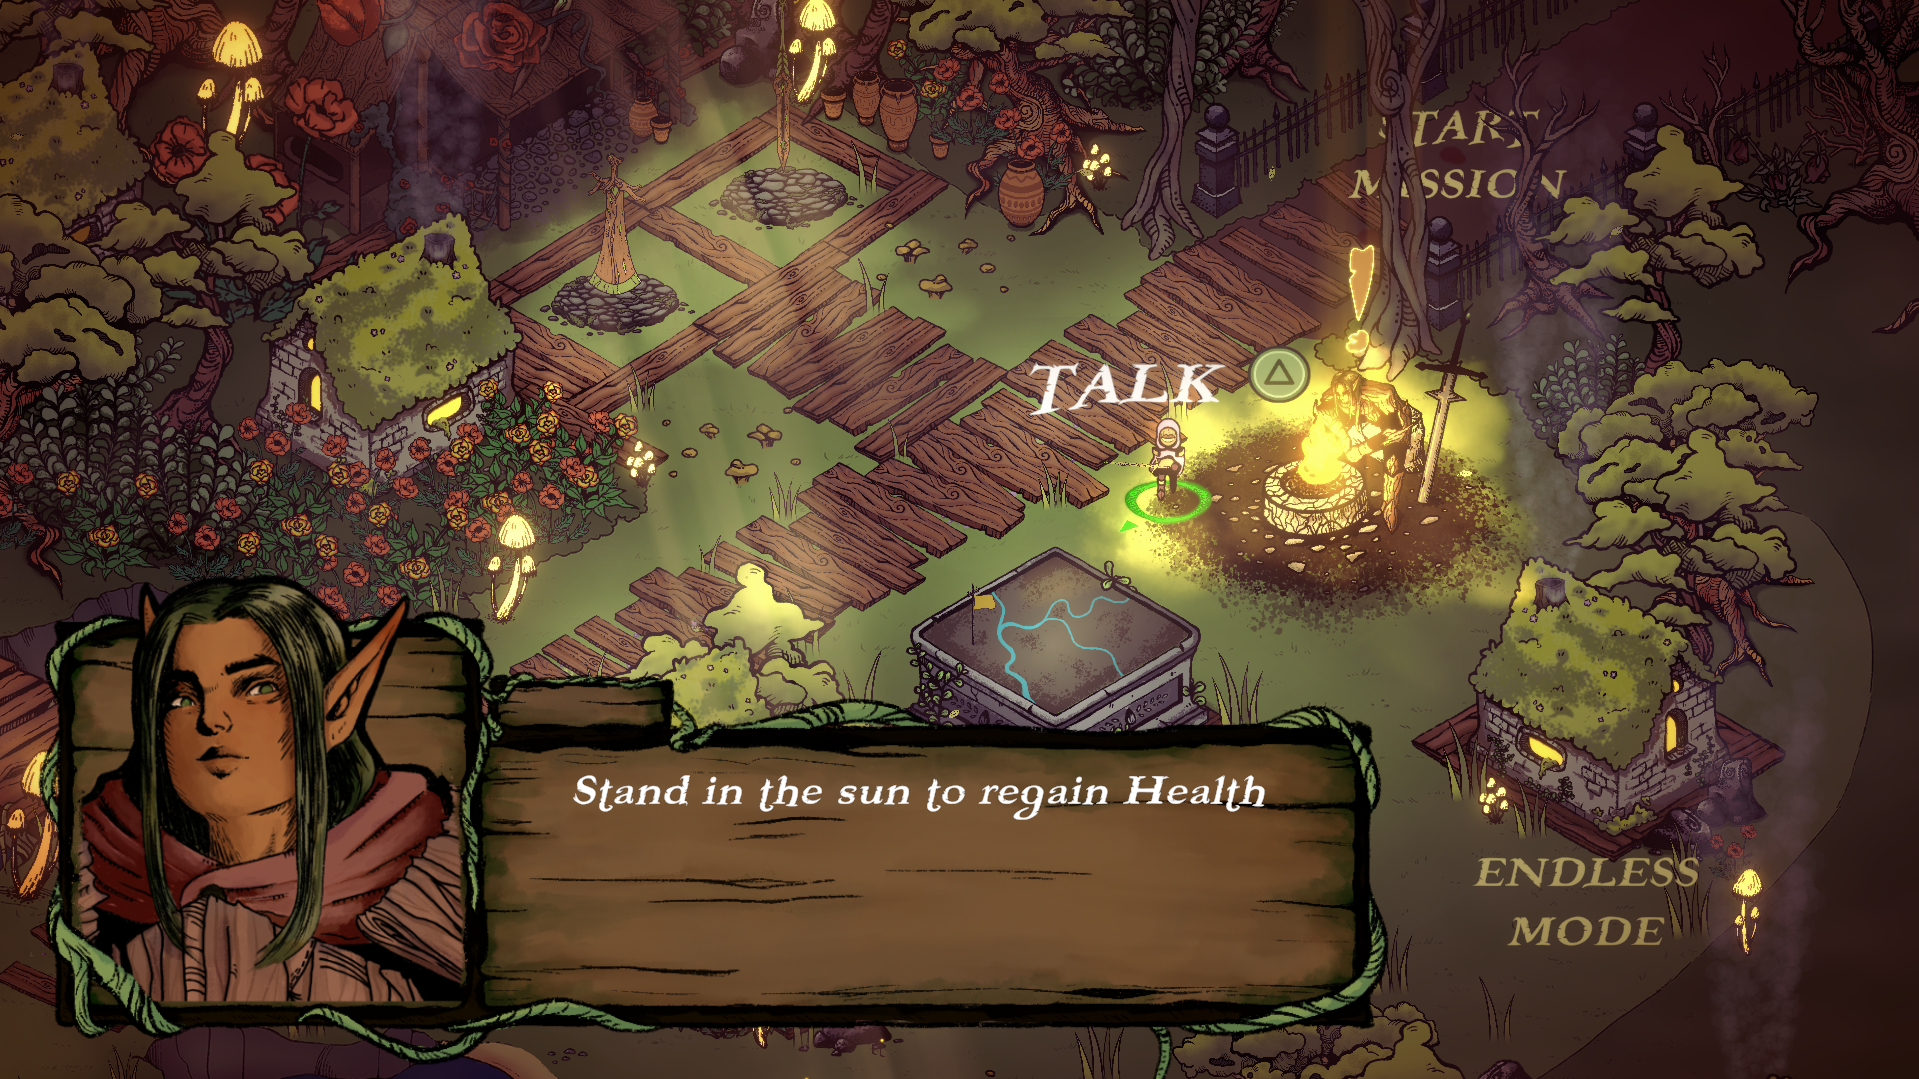 START
MISSION
TALK
Stand in the sun to regain Health
ENDLESS
MODE